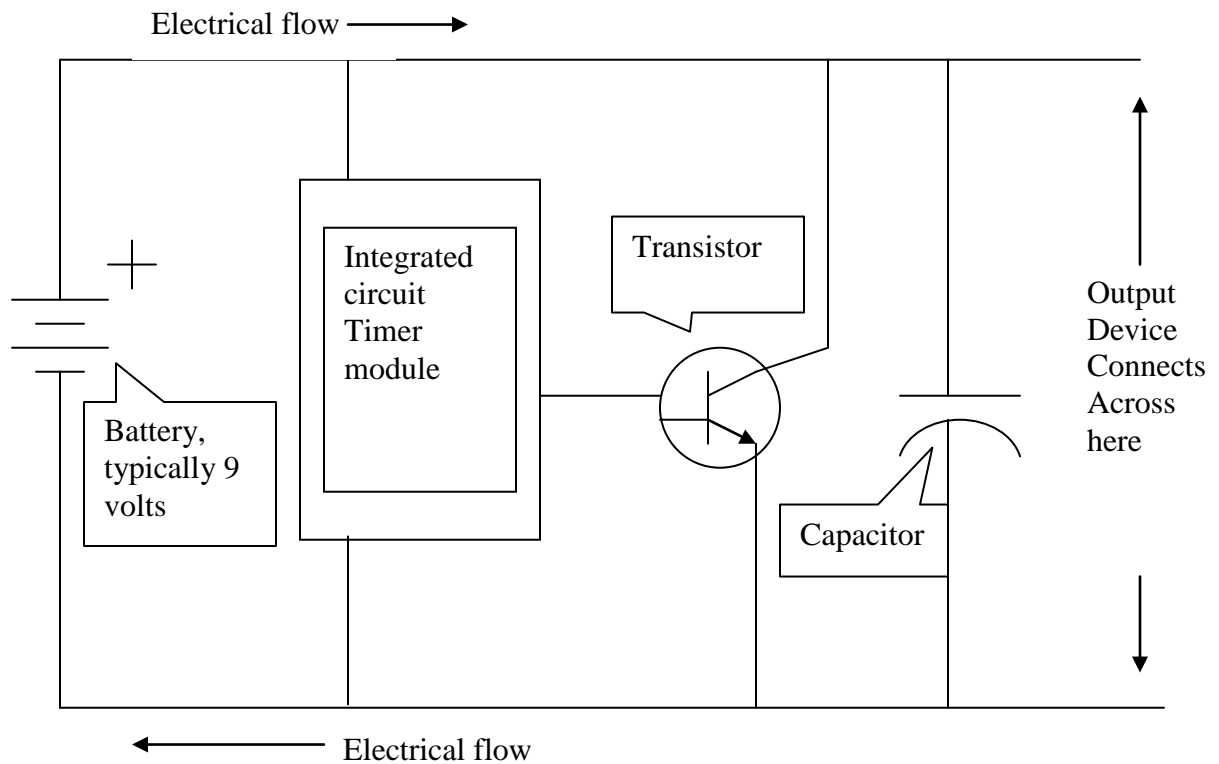 Electrical flow
Integrated
circuit
Timer
module
Transistor
Output
Device
Connects
Across
here
Battery,
typically 9
volts
Capacitor
Electrical flow